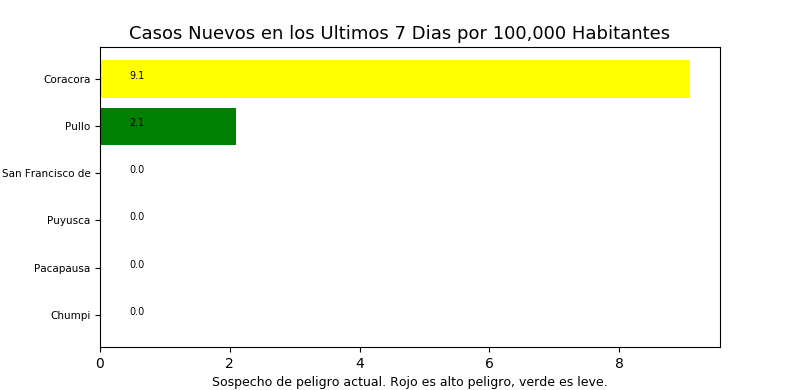 Casos Nuevos en los Ultimos 7 Dias por 100,000 Habitantes
Coracora 9.1
Pullo 2.1
San Francisco de 0.0
Puyusca 0.0
Pacapausa 0.0
Chumpi 0.0
0 2 4 6 8
Sospecho de peligro actual. Rojo es alto peligro, verde es leve.